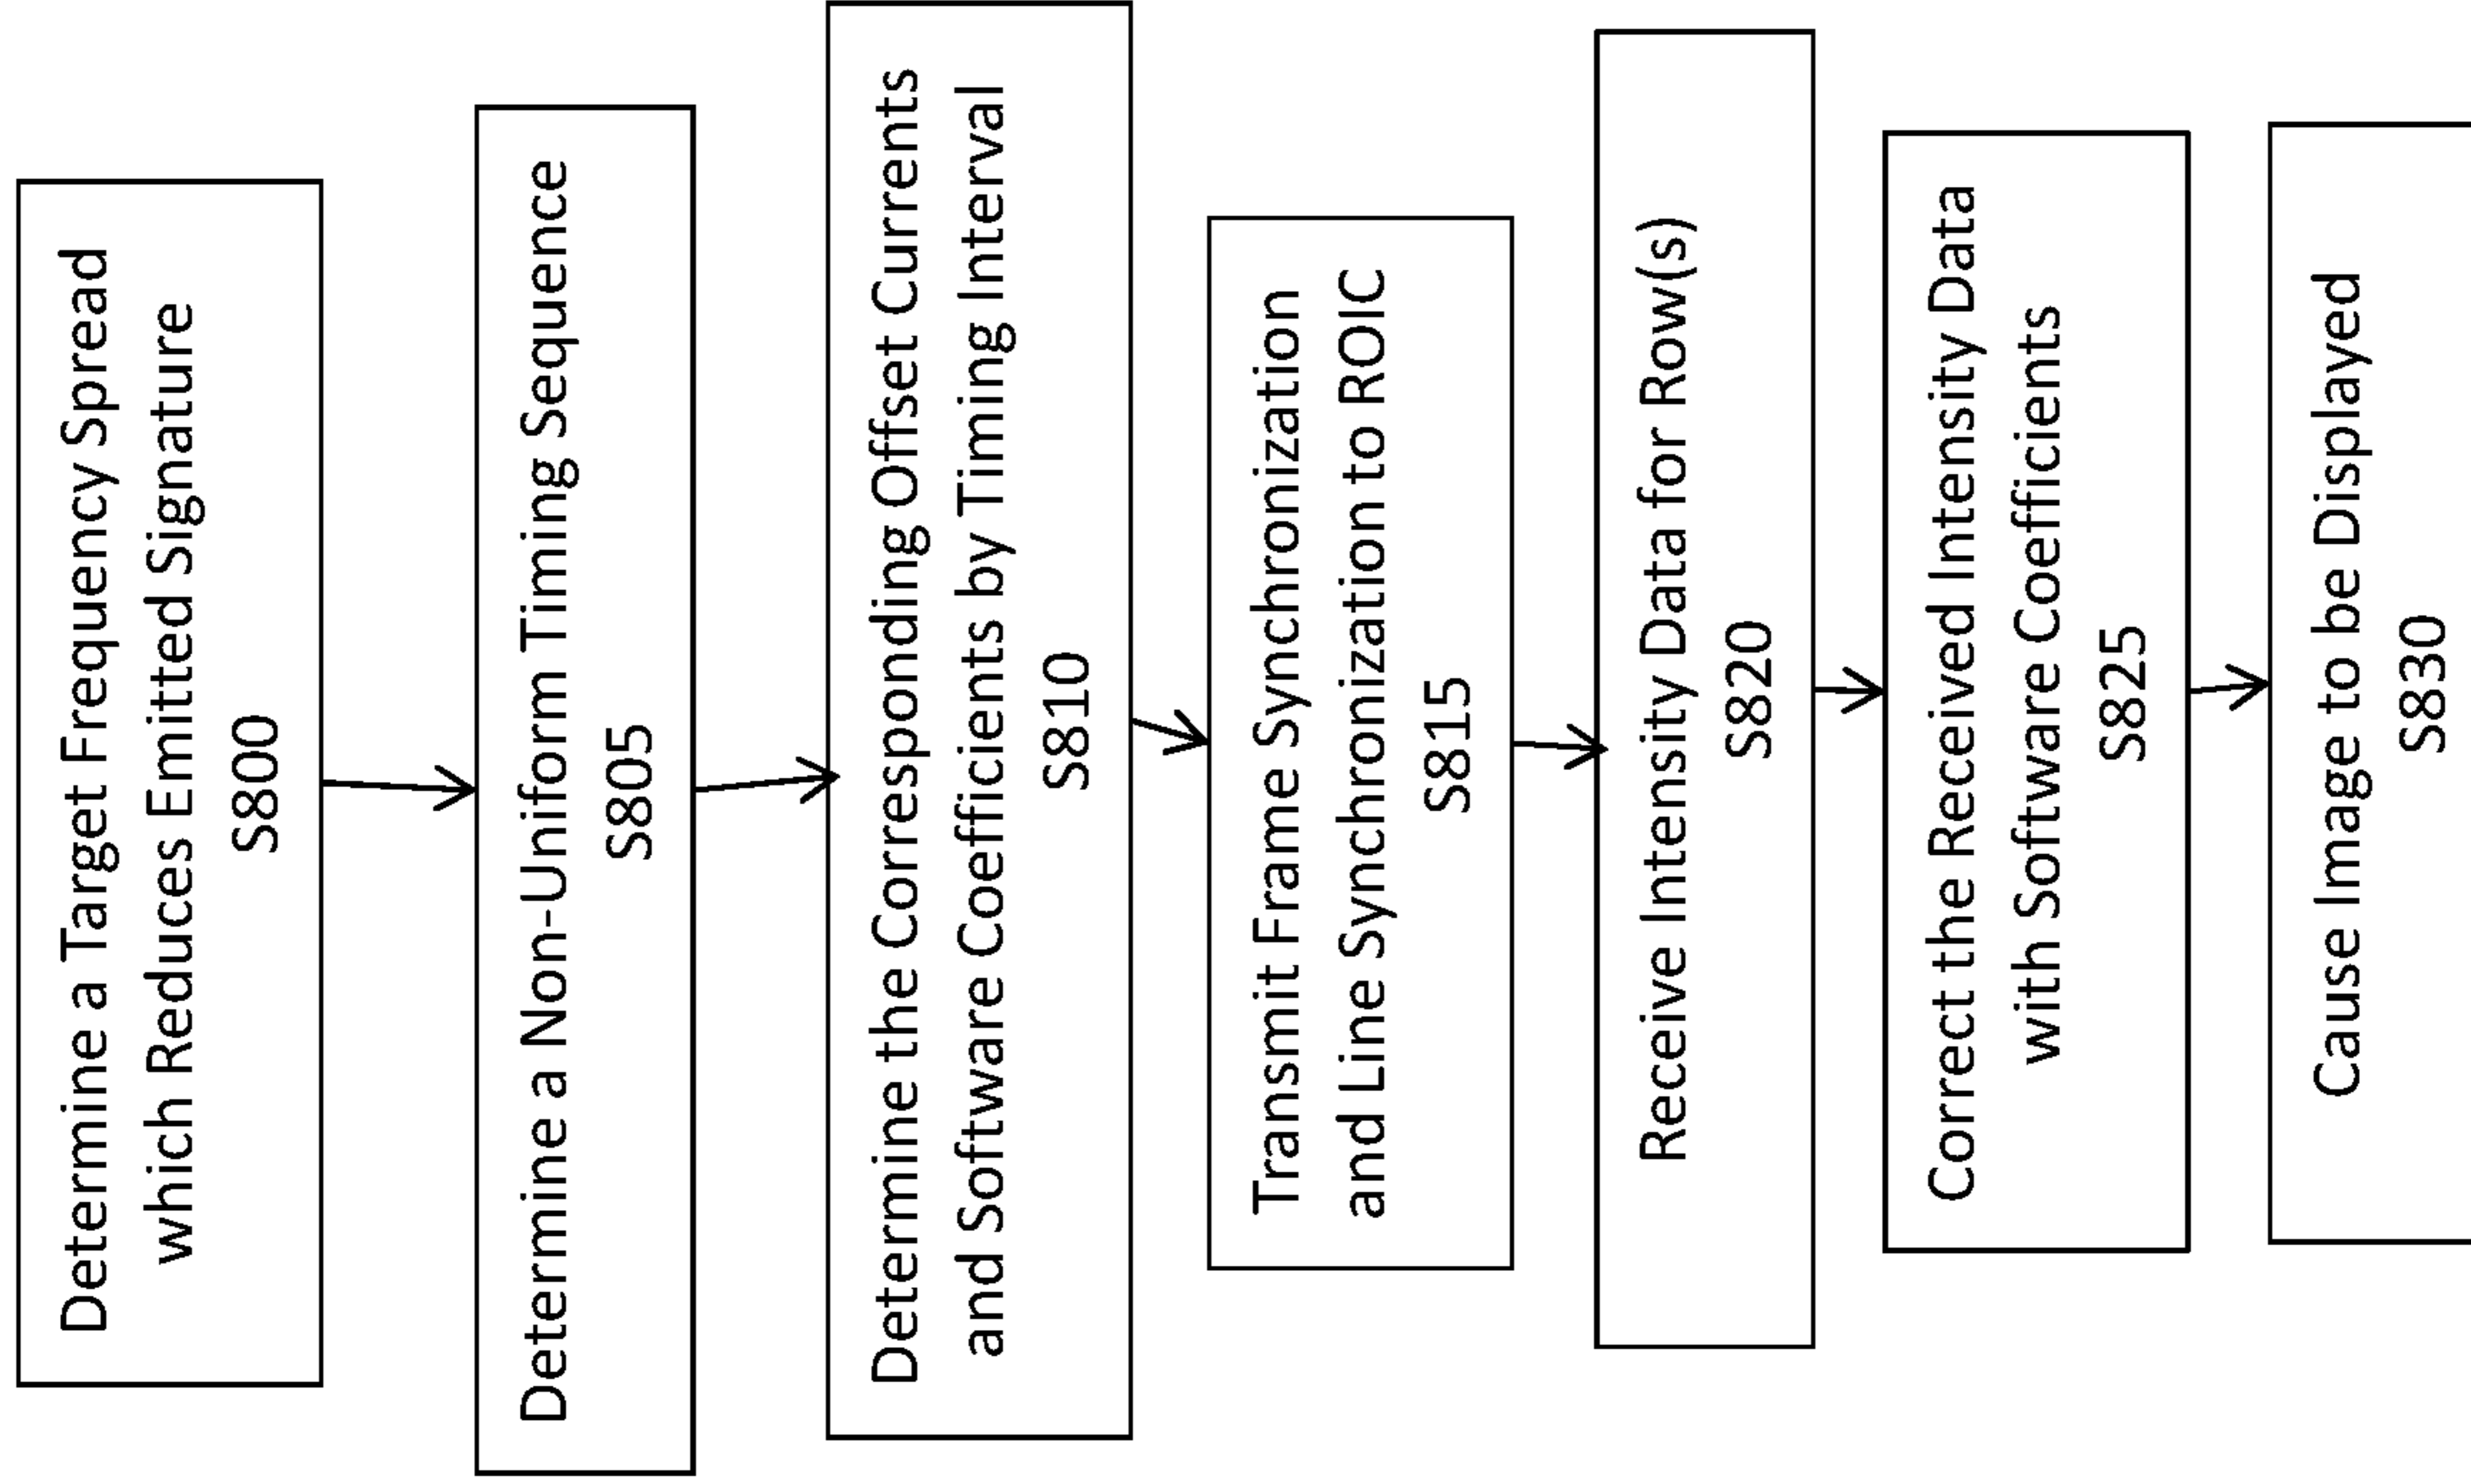 Determine a Target Frequency Spread
which Reduces Emitted Signature
S800
Determine a Non-Uniform Timing Sequence
S805
Determine the Corresponding Offset Currents
and Software Coefficients by Timing Interval
S810
Transmit Frame Synchronization
and Line Synchronization to ROIC
S815
Receive Intensity Data for Row(s)
S820
Correct the Received Intensity Data
with Software Coefficients
S825
Cause Image to be Displayed
S830